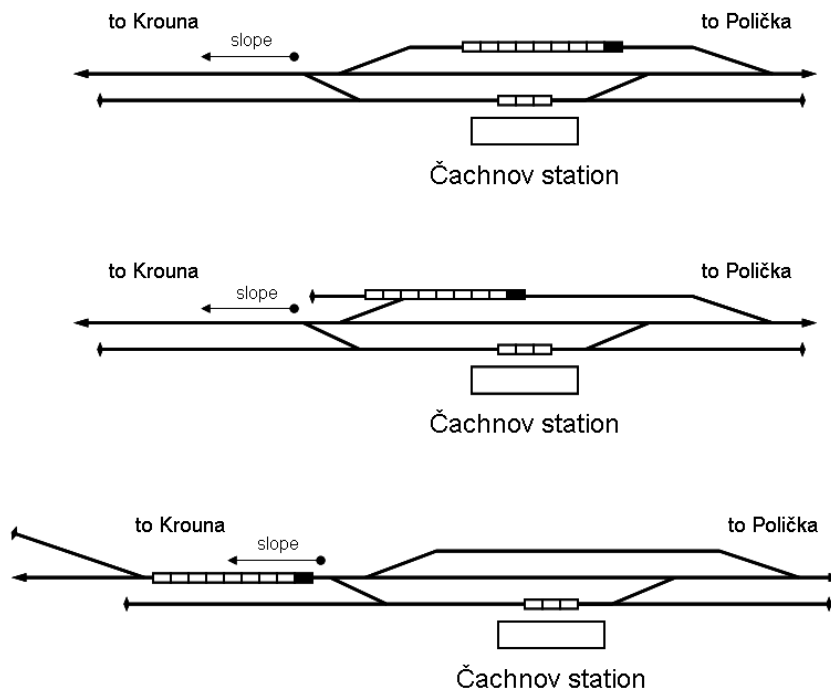 to Krouna
to Polička
slope
Čachnov station
to Krouna
to Polička
slope
Čachnov station
to Krouna
to Polička
slope
Čachnov station